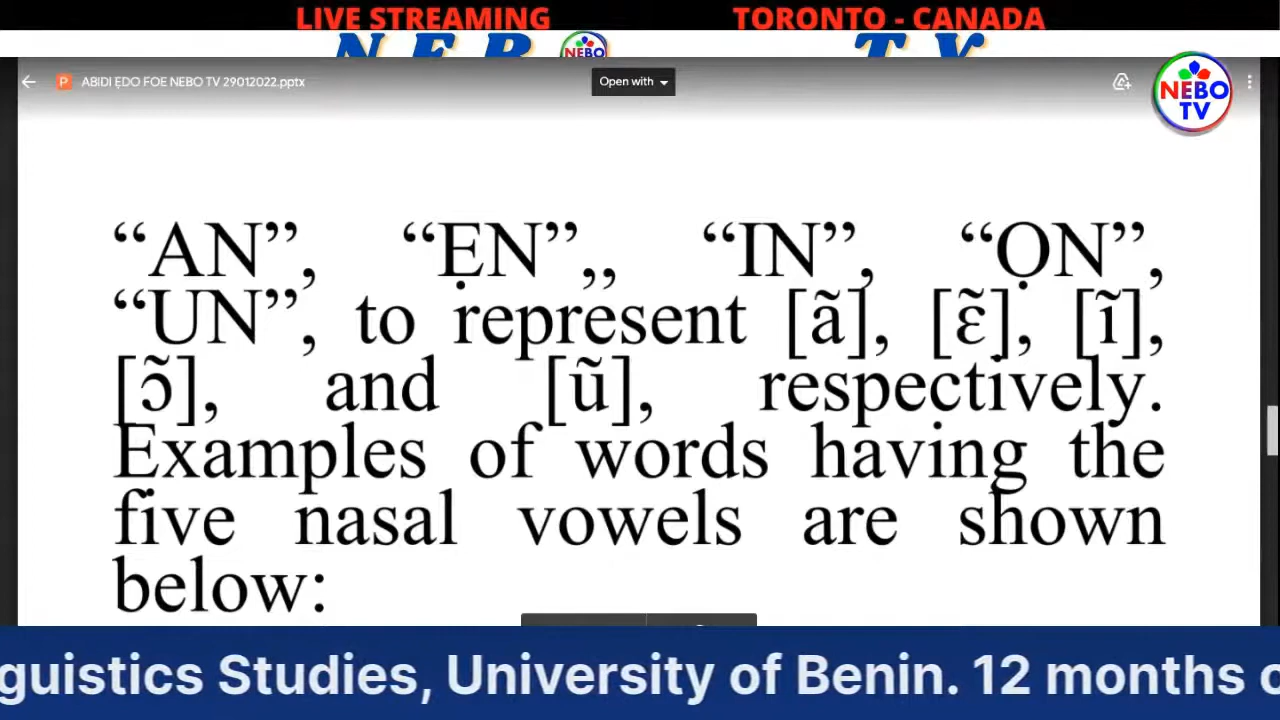 LIVE STREAMING TORONTO - CANADA
NEBO TV
ABIDI ẸDO FOE NEBO TV 29012022.pptx
Open with
NEBO
TV
“AN”, “ẸN”,, “IN”, “ỌN”,
“UN”, to represent [ã], [ɛ̃], [ĩ],
[ɔ̃], and [ũ], respectively.
Examples of words having the
five nasal vowels are shown
below:
guistics Studies, University of Benin. 12 months o